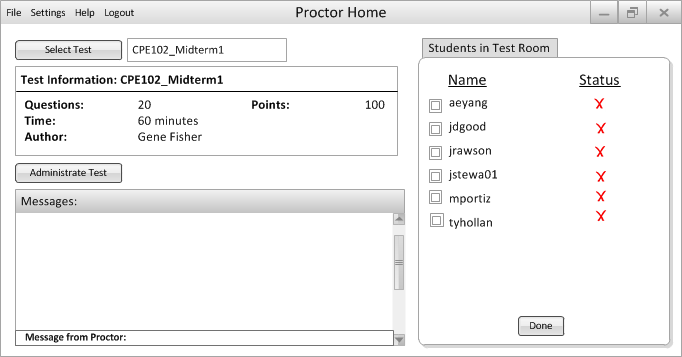 File Settings Help Logout Proctor Home
Select Test CPE102_Midterm1
Test Information: CPE102_Midterm1
Questions: 20 Points: 100
Time: 60 minutes
Author: Gene Fisher
Administrate Test
Messages:
Message from Proctor:
Students in Test Room
Name Status
aeyang X
jdgood X
jrawson X
jstewa01 X
mportiz X
tyhollan X
Done